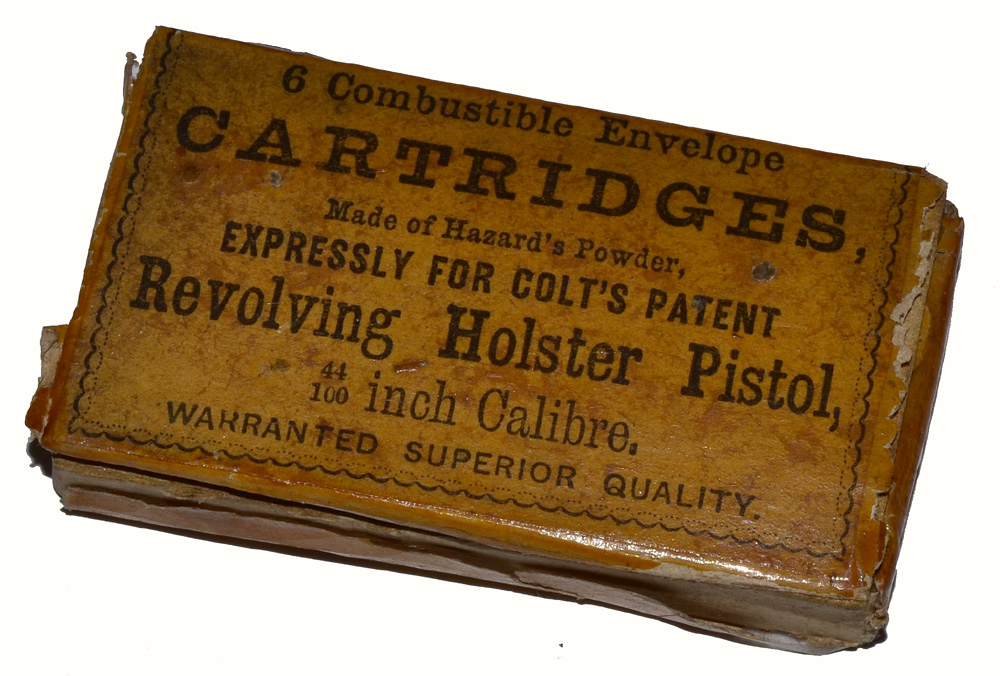 6 Combustible Envelope
CARTRIDGES,
Made of Hazard's Powder,
EXPRESSLY FOR COLT'S PATENT
Revolving Holster Pistol,
44/100 inch Calibre.
WARRANTED SUPERIOR QUALITY.